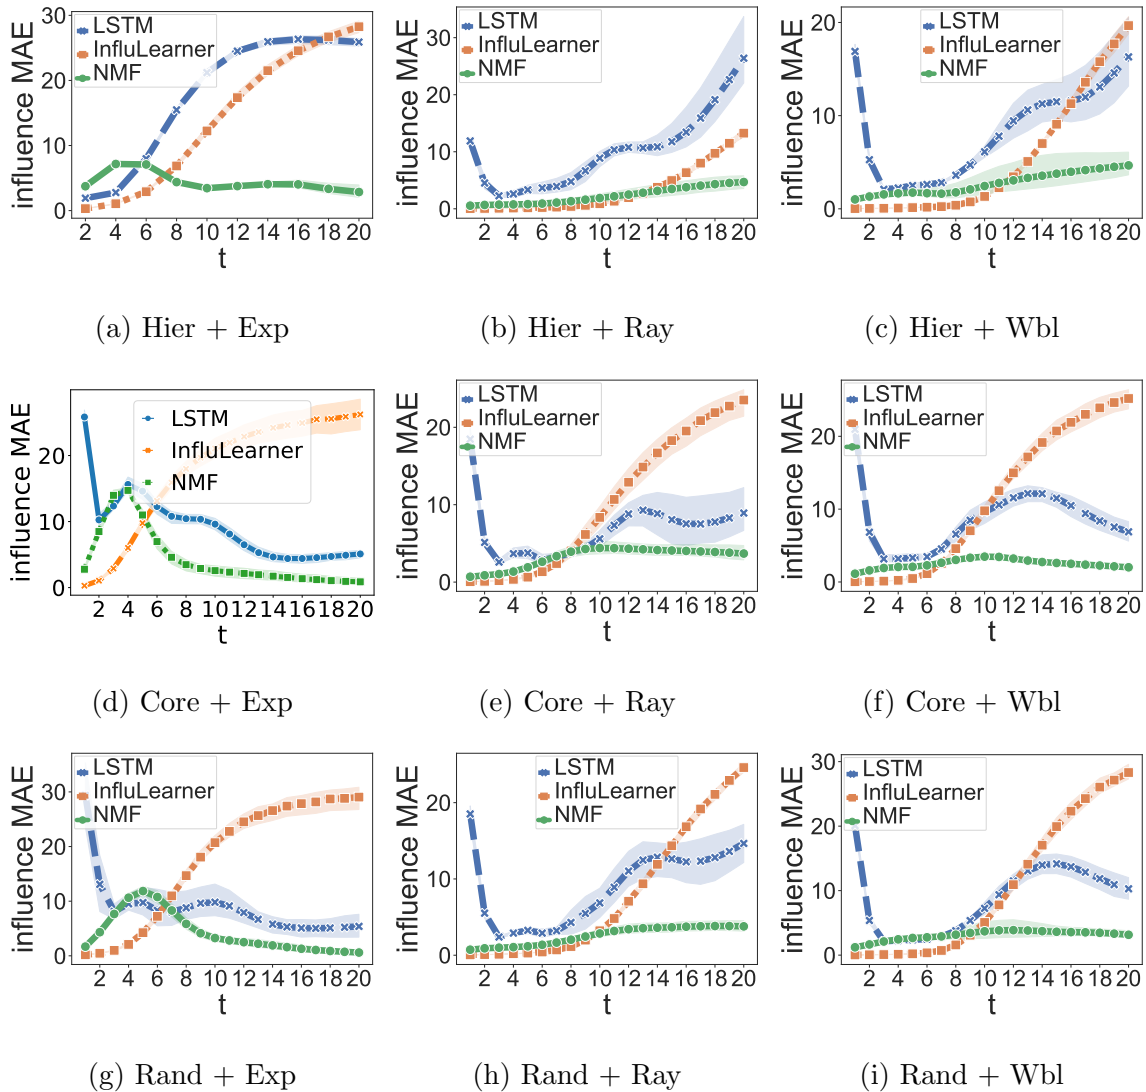 influence MAE
30
20
10
0
LSTM
InfluLearner
NMF
2 4 6 8 10 12 14 16 18 20
t
(a) Hier + Exp
influence MAE
30
20
10
0
LSTM
InfluLearner
NMF
2 4 6 8 10 12 14 16 18 20
t
(b) Hier + Ray
influence MAE
20
10
0
LSTM
InfluLearner
NMF
2 4 6 8 10 12 14 16 18 20
t
(c) Hier + Wbl
influence MAE
20
10
0
LSTM
InfluLearner
NMF
2 4 6 8 10 12 14 16 18 20
t
(d) Core + Exp
influence MAE
20
10
0
LSTM
InfluLearner
NMF
2 4 6 8 10 12 14 16 18 20
t
(e) Core + Ray
influence MAE
20
10
0
LSTM
InfluLearner
NMF
2 4 6 8 10 12 14 16 18 20
t
(f) Core + Wbl
influence MAE
30
20
10
0
LSTM
InfluLearner
NMF
2 4 6 8 10 12 14 16 18 20
t
(g) Rand + Exp
influence MAE
20
10
0
LSTM
InfluLearner
NMF
2 4 6 8 10 12 14 16 18 20
t
(h) Rand + Ray
influence MAE
30
20
10
0
LSTM
InfluLearner
NMF
2 4 6 8 10 12 14 16 18 20
t
(i) Rand + Wbl